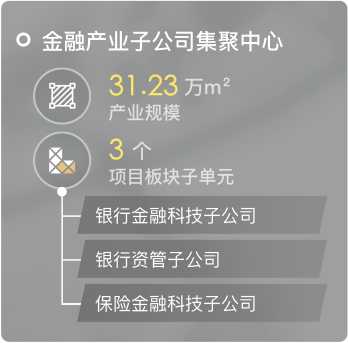 金融产业子公司集聚中心
31.23 万m²
产业规模
3 个
项目板块子单元
银行金融科技子公司
银行资管子公司
保险金融科技子公司